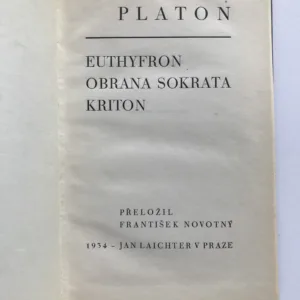 PLATON
EUTHYFRON
OBRANA SOKRATA
KRITON
PŘELOŽIL
FRANTIŠEK NOVOTNÝ
1934 – JAN LAICHTER V PRAZE